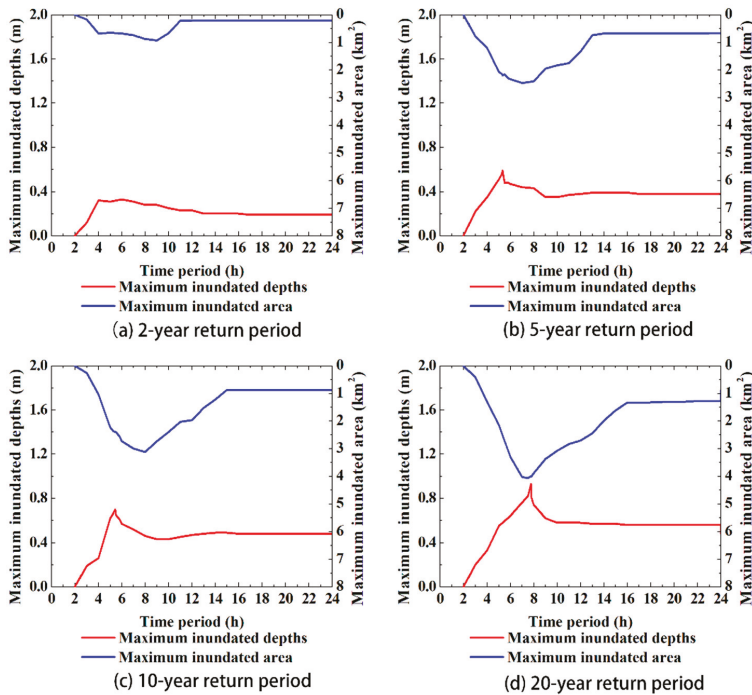 2.0
1.6
1.2
0.8
0.4
0.0
Maximum inundated depths (m)
0
1
2
3
4
5
6
7
8
Maximum inundated area (km²)
0 2 4 6 8 10 12 14 16 18 20 22 24
Time period (h)
Maximum inundated depths
Maximum inundated area
(a) 2-year return period
2.0
1.6
1.2
0.8
0.4
0.0
Maximum inundated depths (m)
0
1
2
3
4
5
6
7
8
Maximum inundated area (km²)
0 2 4 6 8 10 12 14 16 18 20 22 24
Time period (h)
Maximum inundated depths
Maximum inundated area
(b) 5-year return period
2.0
1.6
1.2
0.8
0.4
0.0
Maximum inundated depths (m)
0
1
2
3
4
5
6
7
8
Maximum inundated area (km²)
0 2 4 6 8 10 12 14 16 18 20 22 24
Time period (h)
Maximum inundated depths
Maximum inundated area
(c) 10-year return period
2.0
1.6
1.2
0.8
0.4
0.0
Maximum inundated depths (m)
0
1
2
3
4
5
6
7
8
Maximum inundated area (km²)
0 2 4 6 8 10 12 14 16 18 20 22 24
Time period (h)
Maximum inundated depths
Maximum inundated area
(d) 20-year return period